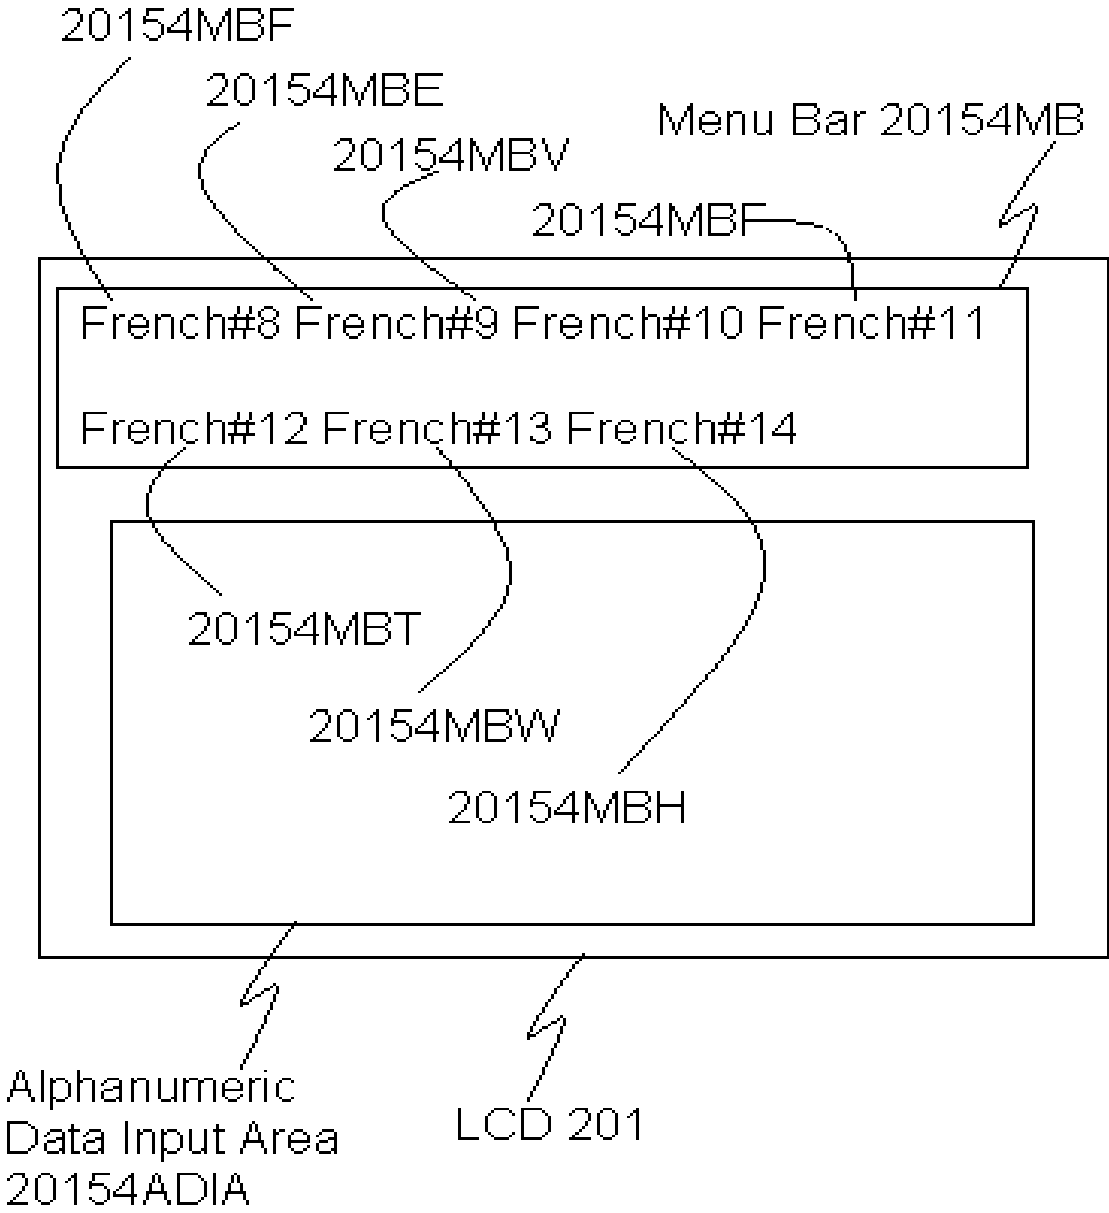 20154MBF
20154MBE
Menu Bar 20154MB
20154MBV
20154MBF
French#8 French#9 French#10 French#11
French#12 French#13 French#14
20154MBT
20154MBW
20154MBH
Alphanumeric
Data Input Area
20154ADIA
LCD 201